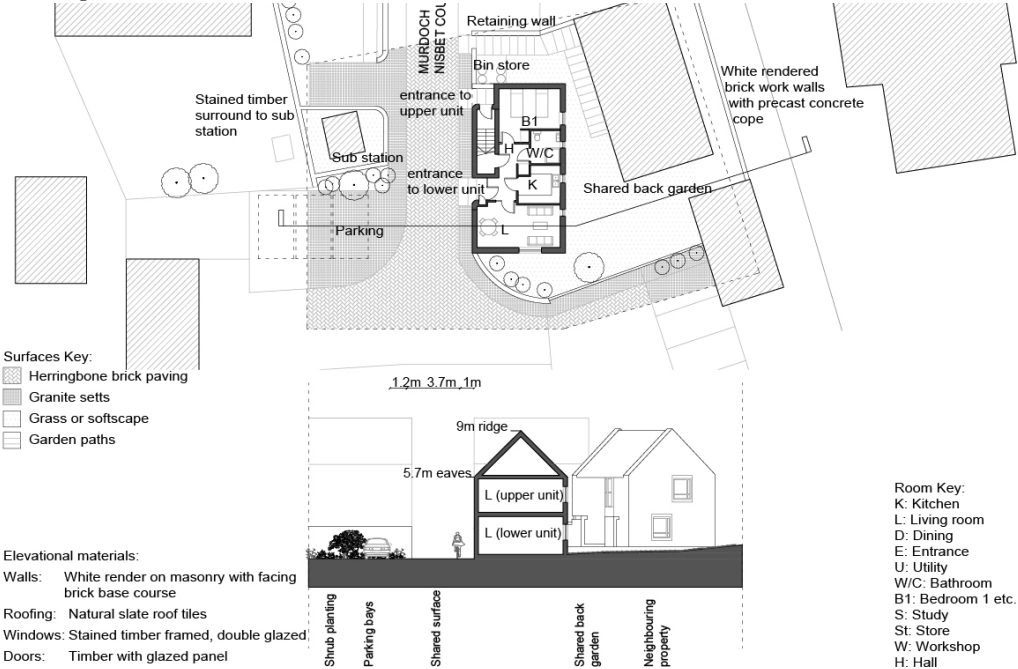 Retaining wall
MURDOCH
Bin store
entrance to
upper unit
B1
H
W/C
White rendered
brick work walls
with precast concrete
cope
Stained timber
surround to sub
station
Sub station
entrance
to lower unit
K
Shared back garden
Parking
L
Surfaces Key:
Herringbone brick paving
Granite setts
Grass or softscape
Garden paths
1.2m 3.7m 1m
9m ridge
5.7m eaves
L (upper unit)
L (lower unit)
Elevational materials:
Walls: White render on masonry with facing
brick base course
Roofing: Natural slate roof tiles
Windows: Stained timber framed, double glazed
Doors: Timber with glazed panel
Shrub planting
Parking bays
Shared surface
Shared back
garden
Neighbouring
property
Room Key:
K: Kitchen
L: Living room
D: Dining
E: Entrance
U: Utility
W/C: Bathroom
B1: Bedroom 1 etc.
S: Study
St: Store
W: Workshop
H: Hall
NISBET COU